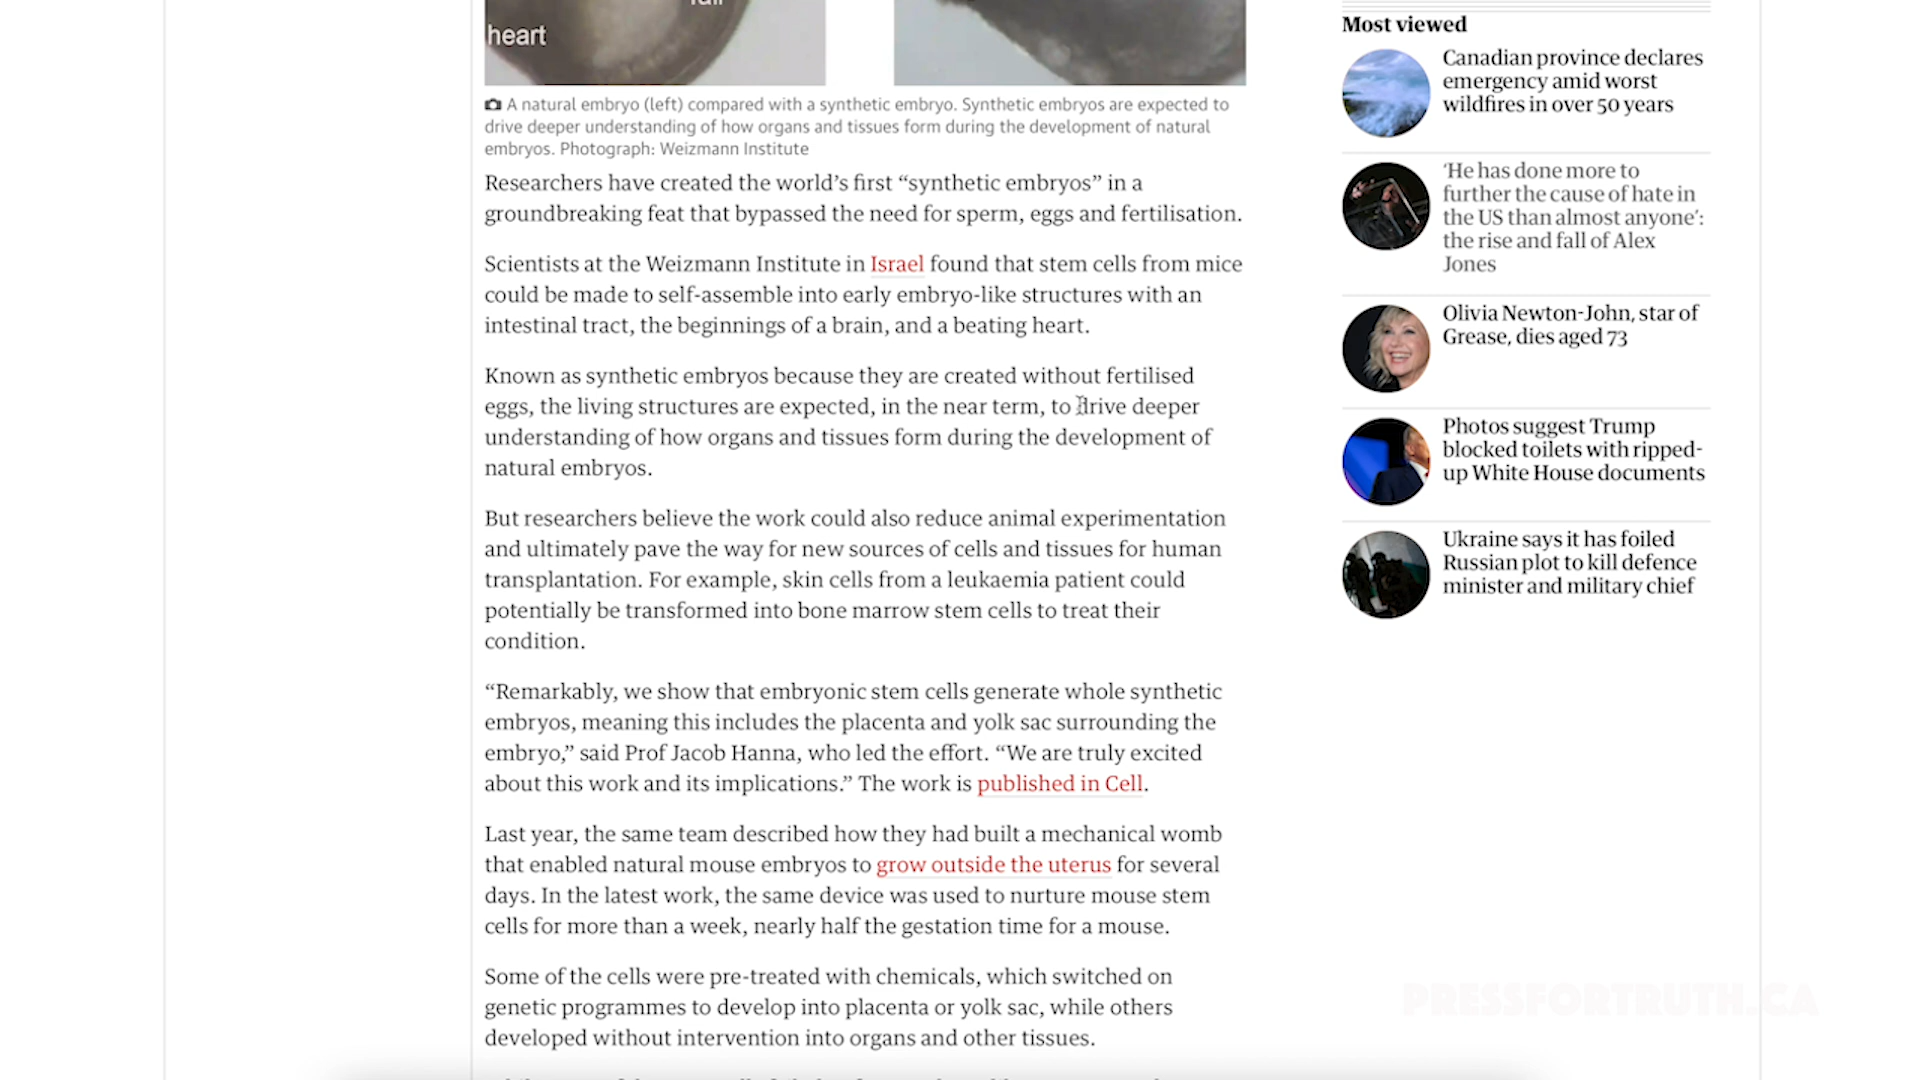 heart
A natural embryo (left) compared with a synthetic embryo. Synthetic embryos are expected to
drive deeper understanding of how organs and tissues form during the development of natural
embryos. Photograph: Weizmann Institute
Researchers have created the world’s first “synthetic embryos” in a
groundbreaking feat that bypassed the need for sperm, eggs and fertilisation.
Scientists at the Weizmann Institute in Israel found that stem cells from mice
could be made to self-assemble into early embryo-like structures with an
intestinal tract, the beginnings of a brain, and a beating heart.
Known as synthetic embryos because they are created without fertilised
eggs, the living structures are expected, in the near term, to drive deeper
understanding of how organs and tissues form during the development of
natural embryos.
But researchers believe the work could also reduce animal experimentation
and ultimately pave the way for new sources of cells and tissues for human
transplantation. For example, skin cells from a leukaemia patient could
potentially be transformed into bone marrow stem cells to treat their
condition.
“Remarkably, we show that embryonic stem cells generate whole synthetic
embryos, meaning this includes the placenta and yolk sac surrounding the
embryo,” said Prof Jacob Hanna, who led the effort. “We are truly excited
about this work and its implications.” The work is published in Cell.
Last year, the same team described how they had built a mechanical womb
that enabled natural mouse embryos to grow outside the uterus for several
days. In the latest work, the same device was used to nurture mouse stem
cells for more than a week, nearly half the gestation time for a mouse.
Some of the cells were pre-treated with chemicals, which switched on
genetic programmes to develop into placenta or yolk sac, while others
developed without intervention into organs and other tissues.
Most viewed
Canadian province declares
emergency amid worst
wildfires in over 50 years
‘He has done more to
further the cause of hate in
the US than almost anyone’:
the rise and fall of Alex
Jones
Olivia Newton-John, star of
Grease, dies aged 73
Photos suggest Trump
blocked toilets with ripped-
up White House documents
Ukraine says it has foiled
Russian plot to kill defence
minister and military chief
PRESSFORTRUTH.CA